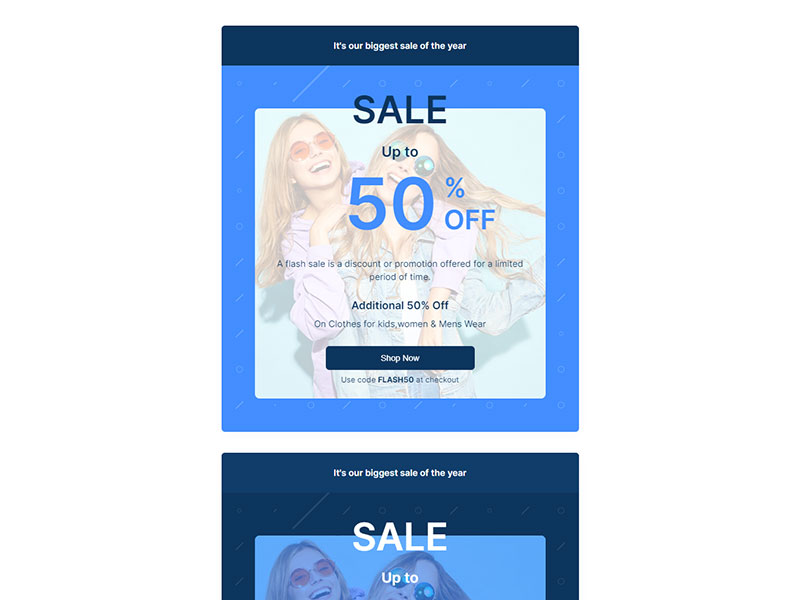 It's our biggest sale of the year
SALE
Up to
50 %
OFF
A flash sale is a discount or promotion offered for a limited
period of time.
Additional 50% Off
On Clothes for kids,women & Mens Wear
Shop Now
Use code FLASH50 at checkout
It's our biggest sale of the year
SALE
Up to